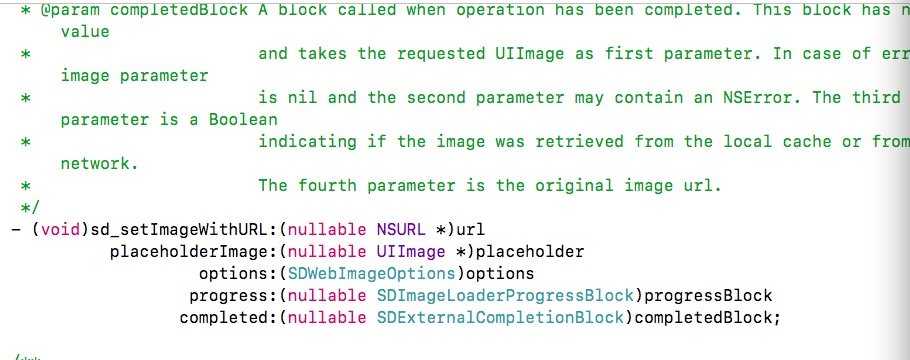 * @param completedBlock A block called when operation has been completed. This block has
value
* and takes the requested UIImage as first parameter. In case of
image parameter
* is nil and the second parameter may contain an NSError. The third
parameter is a Boolean
* indicating if the image was retrieved from the local cache or from
network.
* The fourth parameter is the original image url.
*/
- (void)sd_setImageWithURL:(nullable NSURL *)url
placeholderImage:(nullable UIImage *)placeholder
options:(SDWebImageOptions)options
progress:(nullable SDImageLoaderProgressBlock)progressBlock
completed:(nullable SDExternalCompletionBlock)completedBlock;